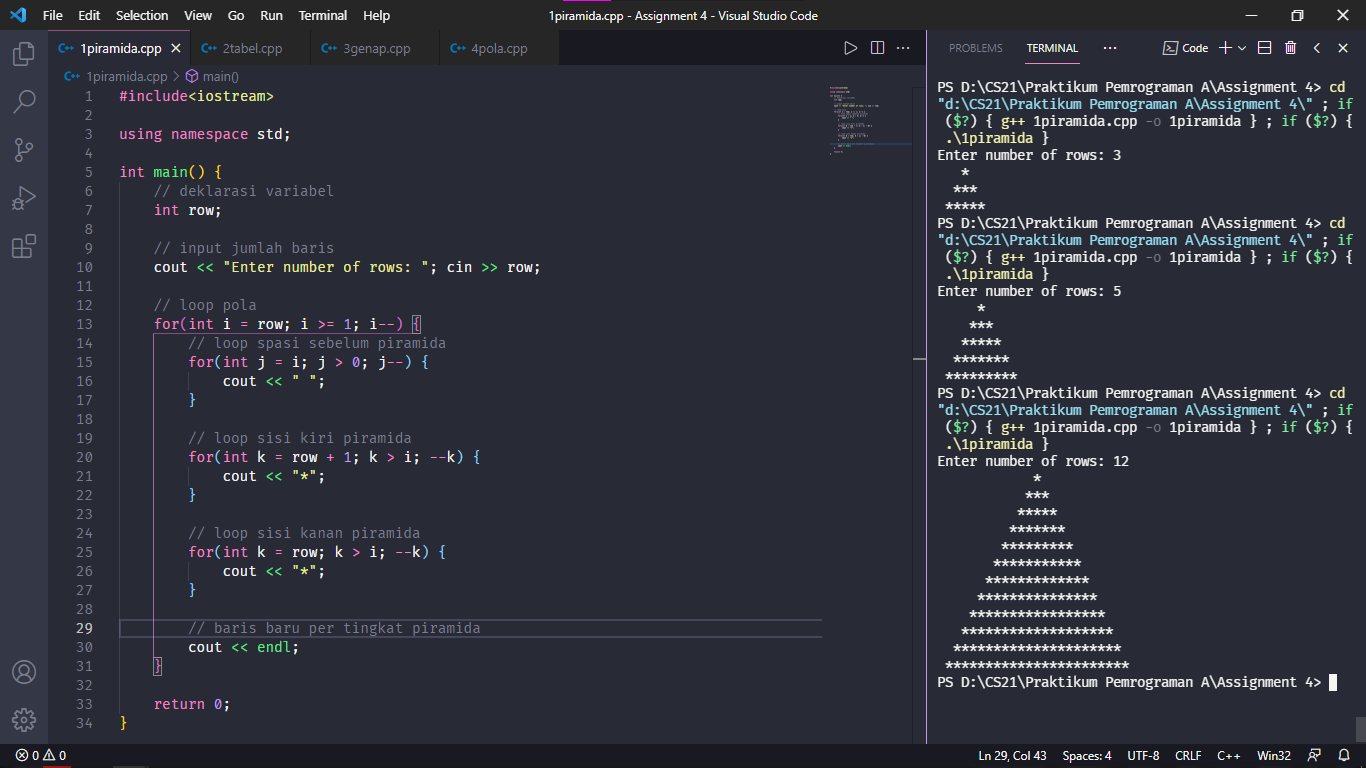 File Edit Selection View Go Run Terminal Help 1piramida.cpp - Assignment 4 - Visual Studio Code
1piramida.cpp 2tabel.cpp 3genap.cpp 4pola.cpp
1piramida.cpp > main()
1 #include<iostream>
2
3 using namespace std;
4
5 int main() {
6 // deklarasi variabel
7 int row;
8
9 // input jumlah baris
10 cout << "Enter number of rows: "; cin >> row;
11
12 // loop pola
13 for(int i = row; i >= 1; i--) {
14 // loop spasi sebelum piramida
15 for(int j = i; j > 0; j--) {
16 cout << " ";
17 }
18
19 // loop sisi kiri piramida
20 for(int k = row + 1; k > i; --k) {
21 cout << "*";
22 }
23
24 // loop sisi kanan piramida
25 for(int k = row; k > i; --k) {
26 cout << "*";
27 }
28
29 // baris baru per tingkat piramida
30 cout << endl;
31 }
32
33 return 0;
34 }
PROBLEMS TERMINAL ... Code
PS D:\CS21\Praktikum Pemrograman A\Assignment 4> cd
"d:\CS21\Praktikum Pemrograman A\Assignment 4\" ; if
($?) { g++ 1piramida.cpp -o 1piramida } ; if ($?) {
.\1piramida }
Enter number of rows: 3
   *
  ***
 *****
PS D:\CS21\Praktikum Pemrograman A\Assignment 4> cd
"d:\CS21\Praktikum Pemrograman A\Assignment 4\" ; if
($?) { g++ 1piramida.cpp -o 1piramida } ; if ($?) {
.\1piramida }
Enter number of rows: 5
     *
    ***
   *****
  *******
 *********
PS D:\CS21\Praktikum Pemrograman A\Assignment 4> cd
"d:\CS21\Praktikum Pemrograman A\Assignment 4\" ; if
($?) { g++ 1piramida.cpp -o 1piramida } ; if ($?) {
.\1piramida }
Enter number of rows: 12
            *
           ***
          *****
         *******
        *********
       ***********
      *************
     ***************
    *****************
   *******************
  *********************
 ***********************
PS D:\CS21\Praktikum Pemrograman A\Assignment 4>
0 0 Ln 29, Col 43 Spaces: 4 UTF-8 CRLF C++ Win32